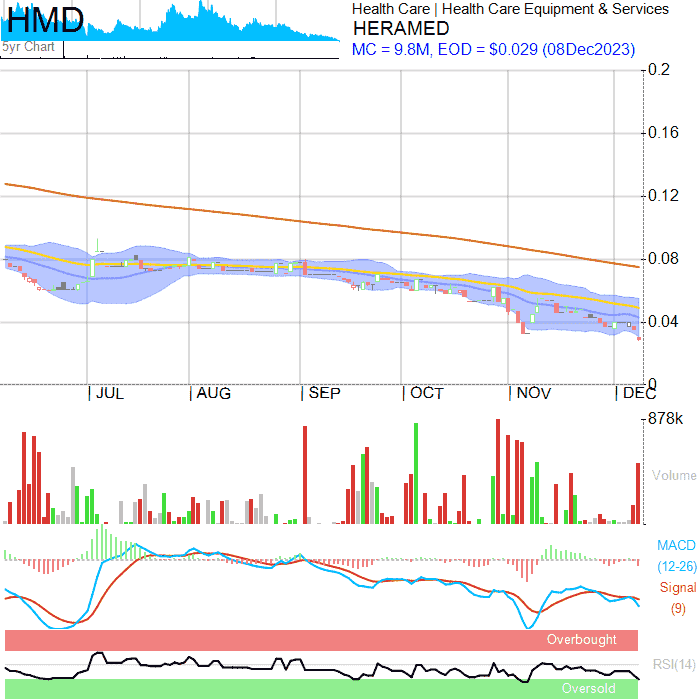 HMD
5yr Chart
Health Care | Health Care Equipment & Services
HERAMED
MC = 9.8M, EOD = $0.029 (08Dec2023)
0.2
0.16
0.12
0.08
0.04
0
JUL AUG SEP OCT NOV DEC
878k
Volume
MACD
(12-26)
Signal
(9)
Overbought
RSI(14)
Oversold